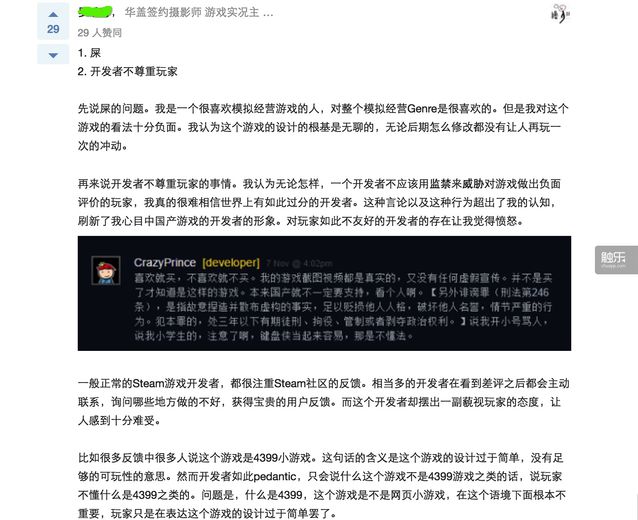 华盖签约摄影师 游戏实况主 ...
29
29 人赞同
1. 屎
2. 开发者不尊重玩家
先说屎的问题。我是一个很喜欢模拟经营游戏的人，对整个模拟经营Genre是很喜欢的。但是我对这个
游戏的看法十分负面。我认为这个游戏的设计的根基是无聊的，无论后期怎么修改都没有让人再玩一
次的冲动。
再来说开发者不尊重玩家的事情。我认为无论怎样，一个开发者不应该用监禁来威胁对游戏做出负面
评价的玩家，我真的很难相信世界上有如此过分的开发者。这种言论以及这种行为超出了我的认知，
刷新了我心目中国产游戏的开发者的形象。对玩家如此不友好的开发者的存在让我觉得愤怒。
触乐
CrazyPrince [developer] 7 Nov @ 4:02pm
喜欢就买，不喜欢就不买。我的游戏截图视频都是真实的，又没有任何虚假宣传。并不是买
了才知道是这样的游戏。本来国产就不一定要支持，看个人啊。【另外诽谤罪（刑法第246
条），是指故意捏造并散布虚构的事实，足以贬损他人人格，破坏他人名誉，情节严重的行
为。犯本罪的，处三年以下有期徒刑、拘役、管制或者剥夺政治权利。】说我开小号骂人，
说我小学生的，注意了啊，键盘侠当起来容易，那是不懂法。
一般正常的Steam游戏开发者，都很注重Steam社区的反馈。相当多的开发者在看到差评之后都会主动
联系，询问哪些地方做的不好，获得宝贵的用户反馈。而这个开发者却摆出一副藐视玩家的态度，让
人感到十分难受。
比如很多反馈中很多人说这个游戏是4399小游戏。这句话的含义是这个游戏的设计过于简单，没有足
够的可玩性的意思。然而开发者如此pedantic，只会说什么这个游戏不是4399游戏之类的话，说玩家
不懂什么是4399之类的。问题是，什么是4399，这个游戏是不是网页小游戏，在这个语境下面根本不
重要，玩家只是在表达这个游戏的设计过于简单罢了。